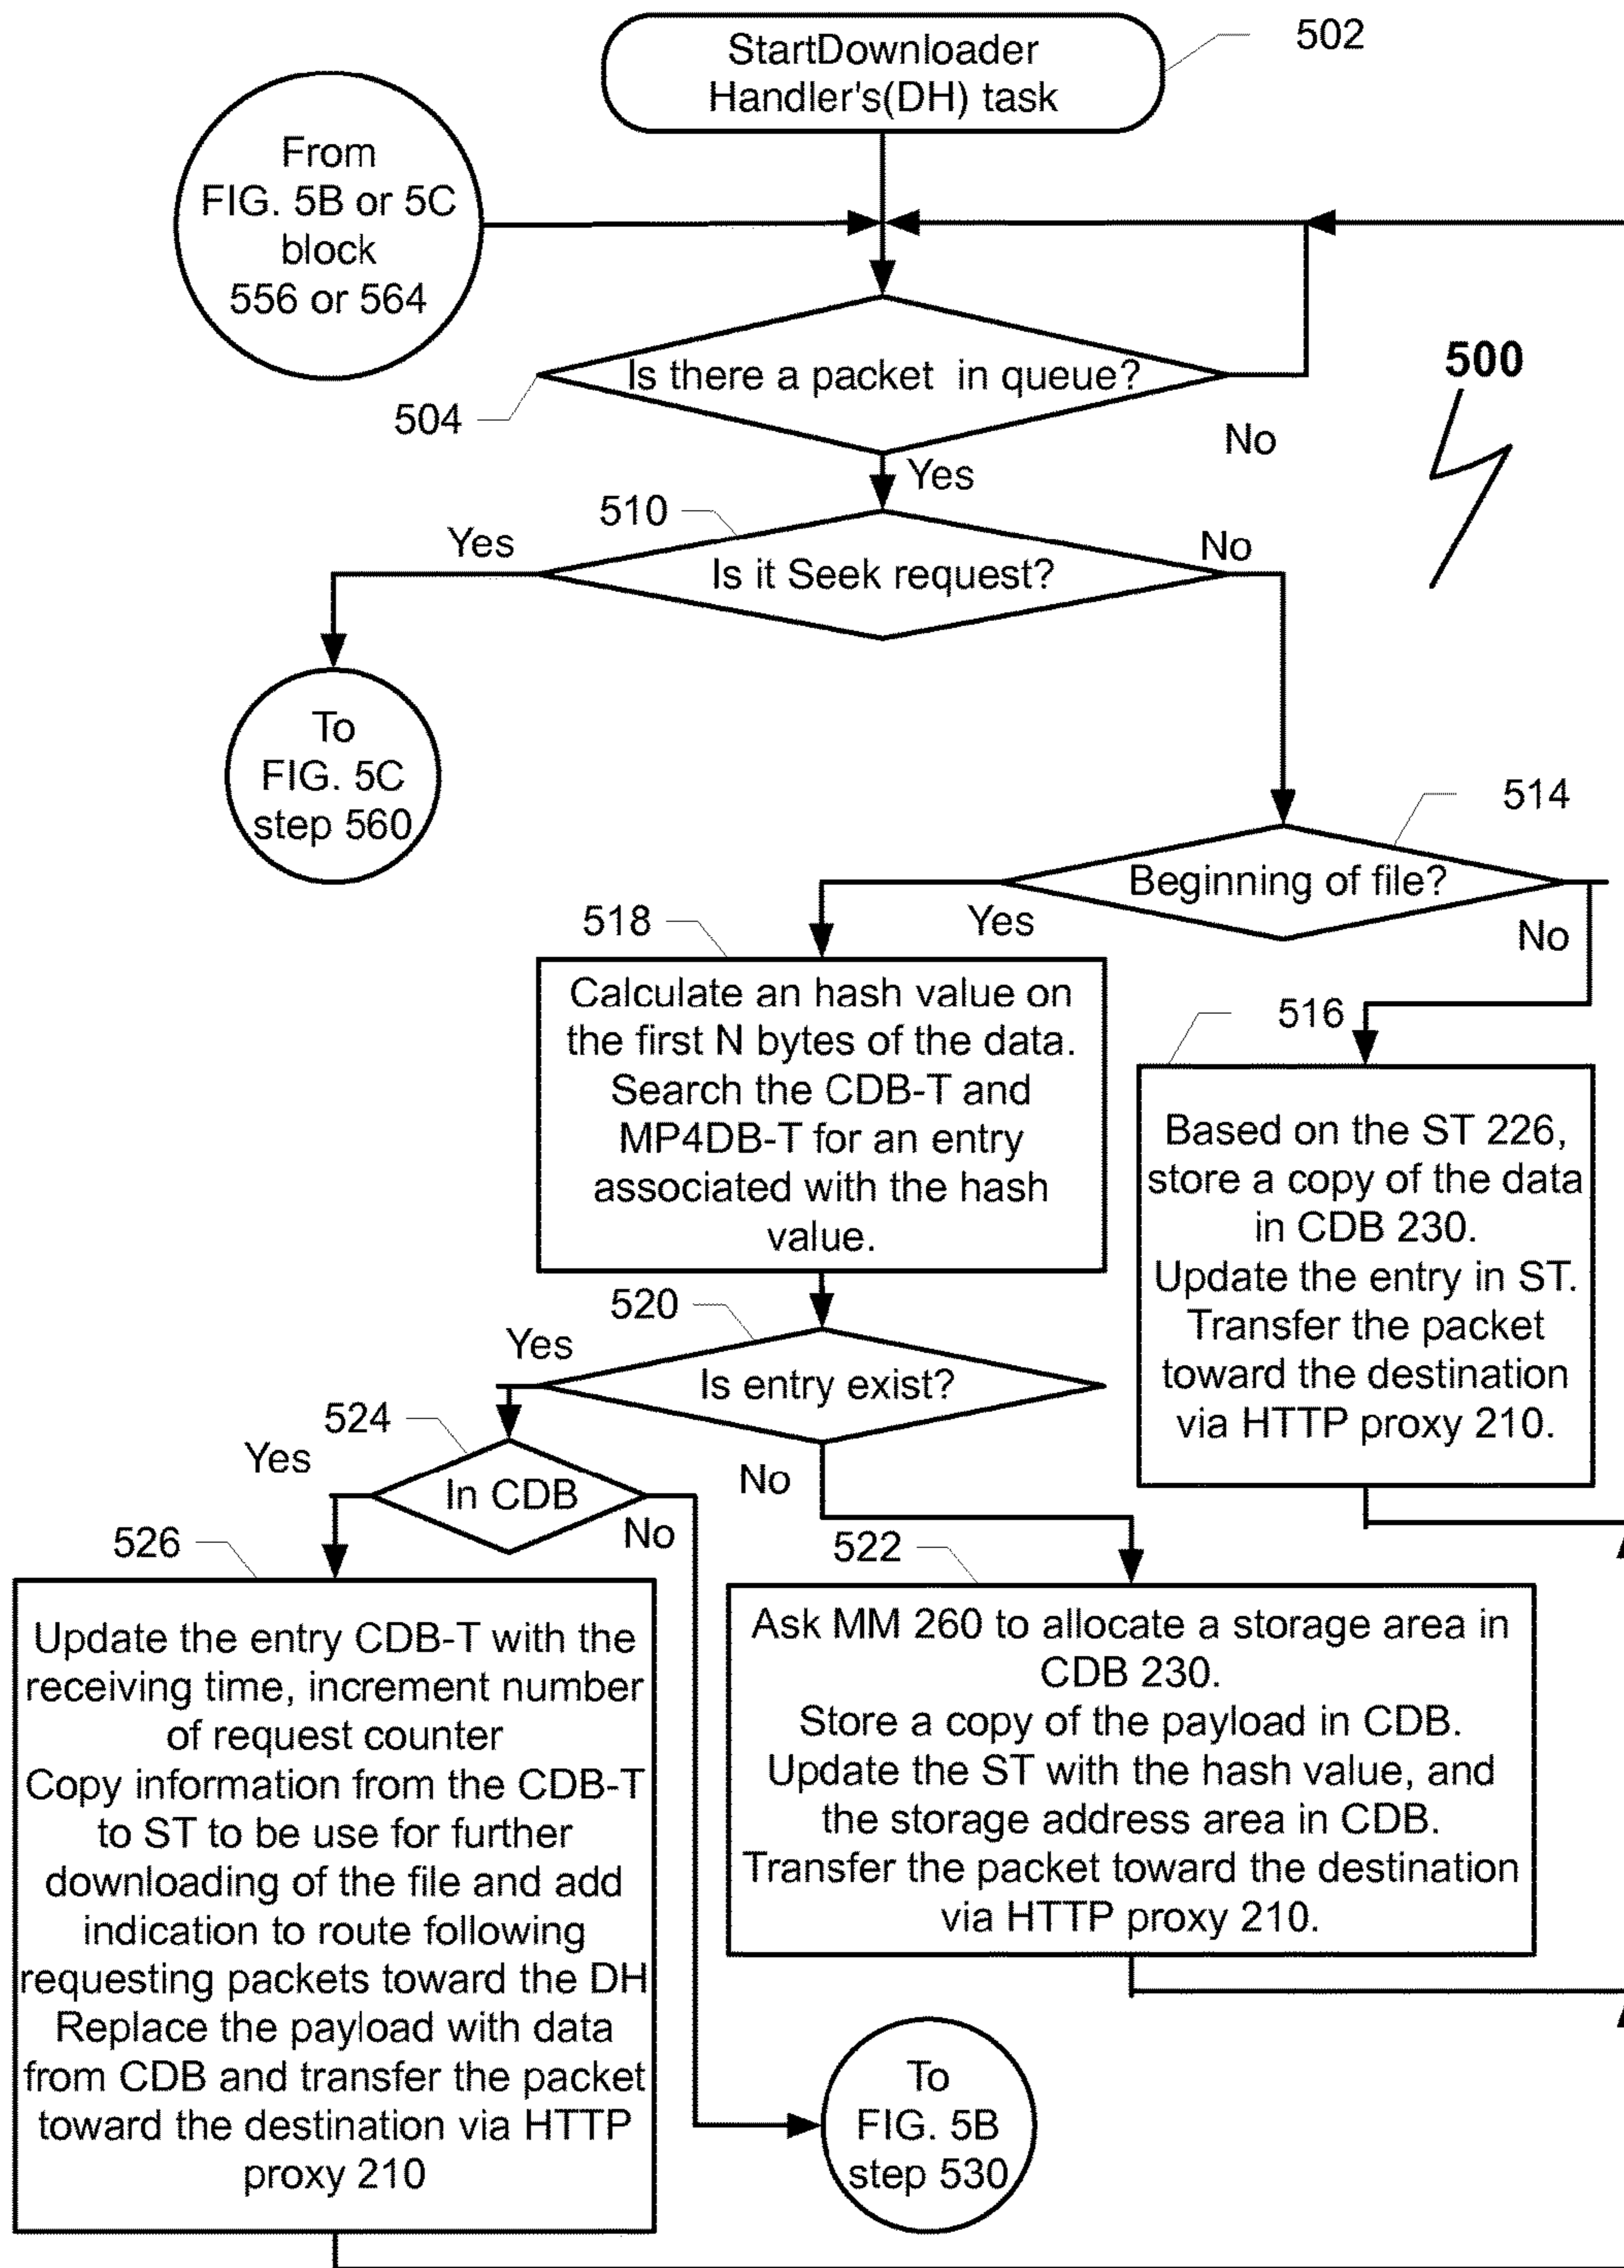 StartDownloader
Handler's(DH) task
502
From
FIG. 5B or 5C
block
556 or 564
Is there a packet in queue?
504
500
No
Yes
510
Yes
Is it Seek request?
No
To
FIG. 5C
step 560
514
Beginning of file?
Yes
No
518
Calculate an hash value on
the first N bytes of the data.
Search the CDB-T and
MP4DB-T for an entry
associated with the hash
value.
516
Based on the ST 226,
store a copy of the data
in CDB 230.
Update the entry in ST.
Transfer the packet
toward the destination
via HTTP proxy 210.
520
Yes
Is entry exist?
524
Yes
In CDB
No
No
526
Update the entry CDB-T with the
receiving time, increment number
of request counter
Copy information from the CDB-T
to ST to be use for further
downloading of the file and add
indication to route following
requesting packets toward the DH
Replace the payload with data
from CDB and transfer the packet
toward the destination via HTTP
proxy 210
522
Ask MM 260 to allocate a storage area in
CDB 230.
Store a copy of the payload in CDB.
Update the ST with the hash value, and
the storage address area in CDB.
Transfer the packet toward the destination
via HTTP proxy 210.
To
FIG. 5B
step 530